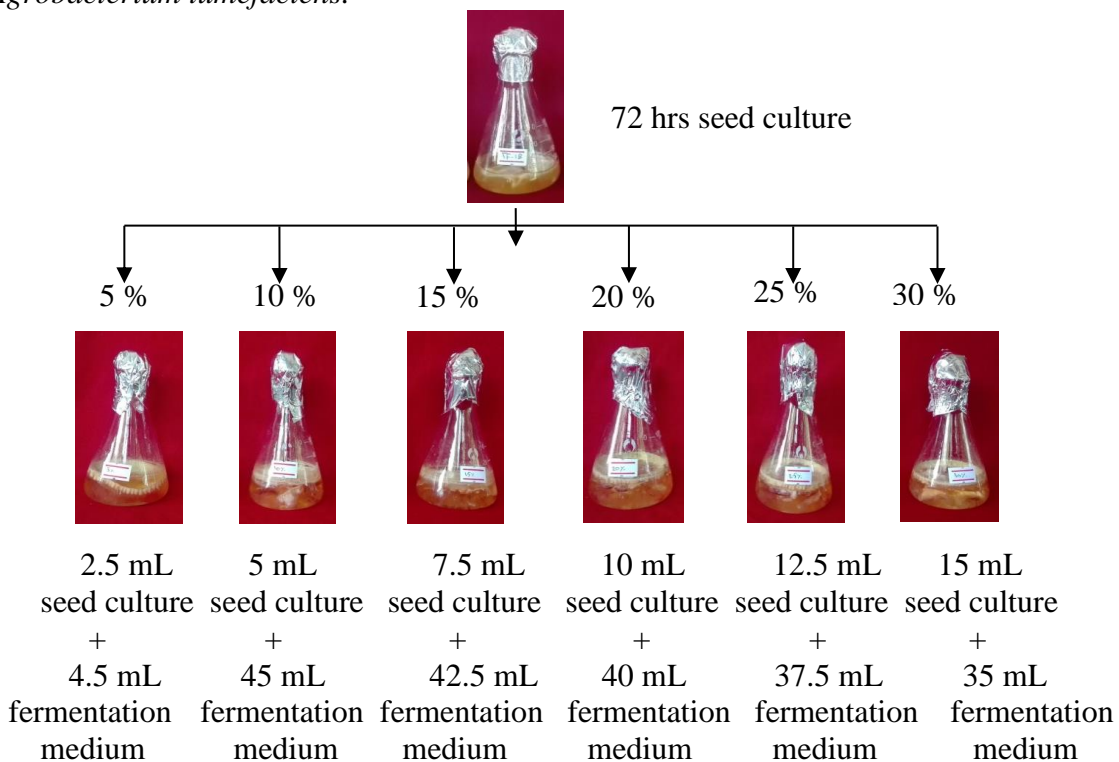 72 hrs seed culture
5 % 10 % 15 % 20 % 25 % 30 %
2.5 mL 5 mL 7.5 mL 10 mL 12.5 mL 15 mL
seed culture seed culture seed culture seed culture seed culture seed culture
+ + + + + +
4.5 mL 45 mL 42.5 mL 40 mL 37.5 mL 35 mL
fermentation fermentation fermentation fermentation fermentation fermentation
medium medium medium medium medium medium